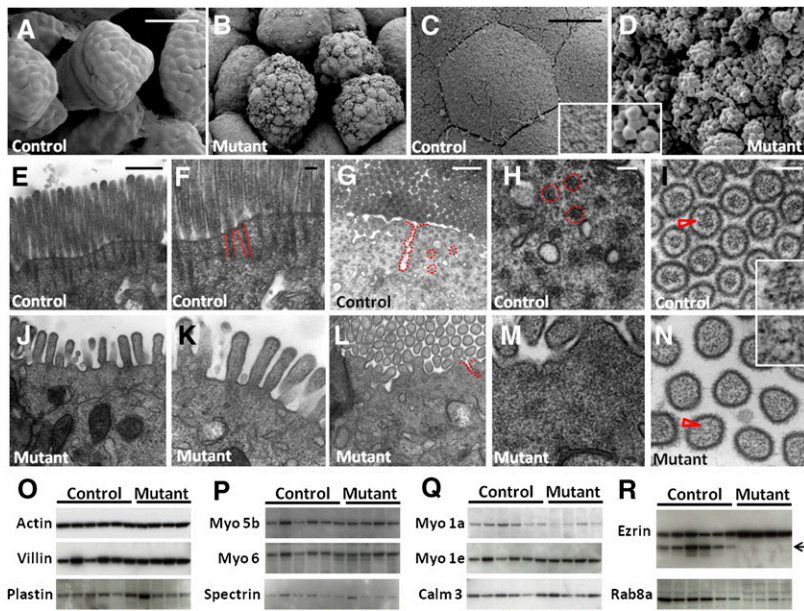 A
B
C
D
Control
Mutant
Control
Mutant
E
F
G
H
I
Control
Control
Control
Control
Control
J
K
L
M
N
Mutant
Mutant
Mutant
Mutant
Mutant
O
Control
Mutant
P
Control
Mutant
Q
Control
Mutant
R
Control
Mutant
Actin
Villin
Plastin
Myo 5b
Myo 6
Spectrin
Myo 1a
Myo 1e
Calm 3
Ezrin
Rab8a